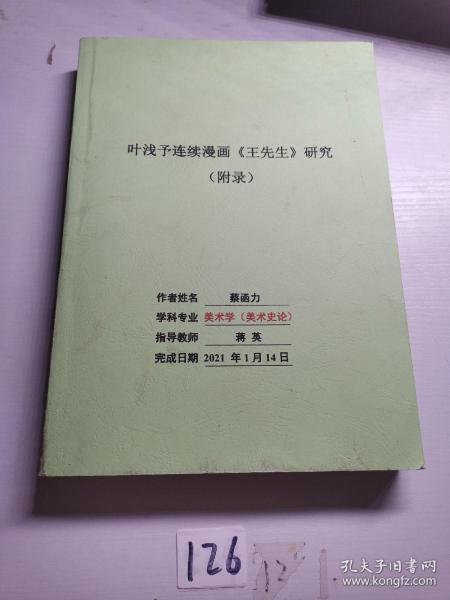 叶浅予连续漫画《王先生》研究
（附录）
作者姓名 蔡函力
学科专业 美术学（美术史论）
指导教师 蒋英
完成日期 2021 年 1 月 14 日
126
12
孔夫子旧书网
www.kongfz.com